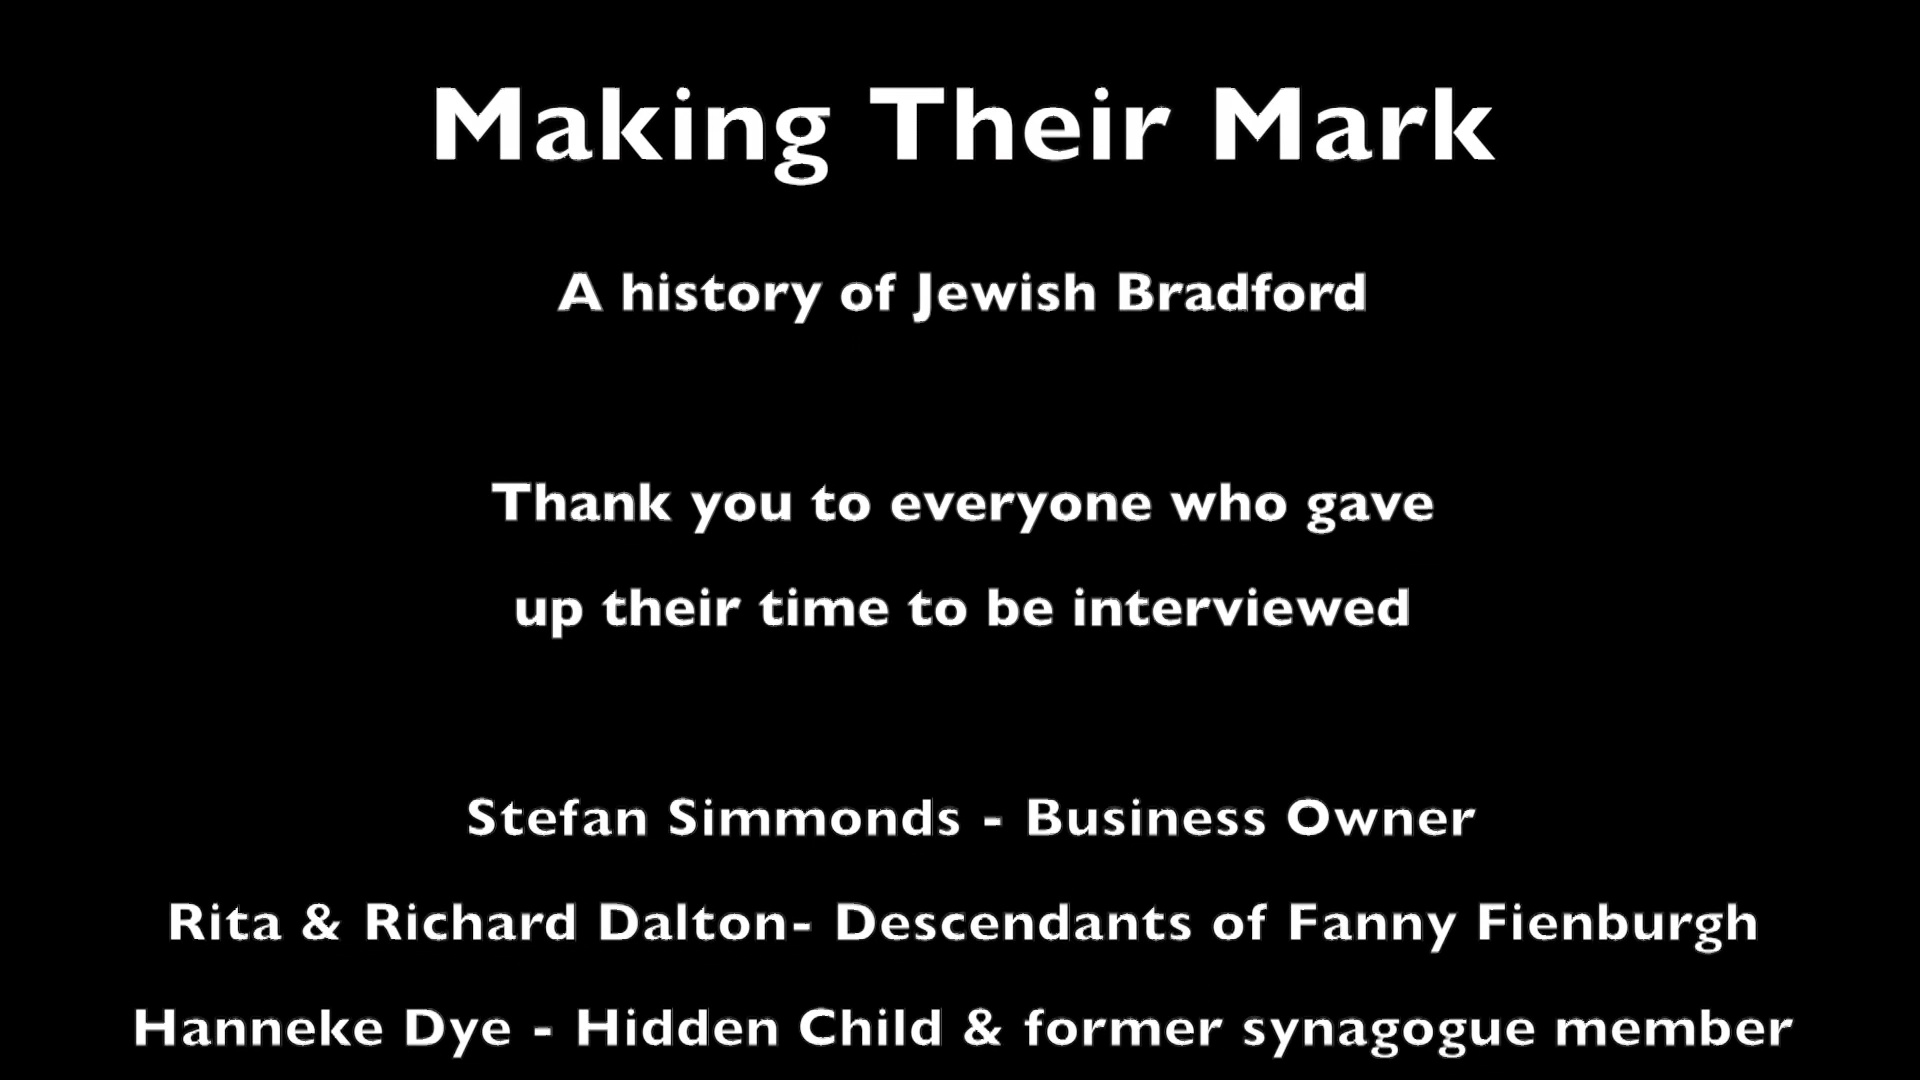 Making Their Mark
A history of Jewish Bradford
Thank you to everyone who gave
up their time to be interviewed
Stefan Simmonds - Business Owner
Rita & Richard Dalton- Descendants of Fanny Fienburgh
Hanneke Dye - Hidden Child & former synagogue member